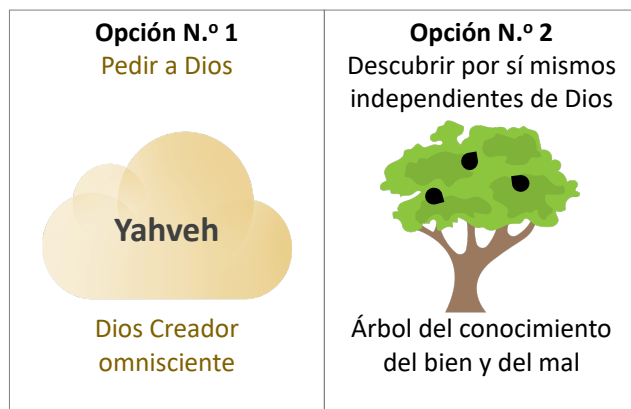 Opción N.º 1
Pedir a Dios
Yahveh
Dios Creador
omnisciente
Opción N.º 2
Descubrir por sí mismos
independientes de Dios
Árbol del conocimiento
del bien y del mal